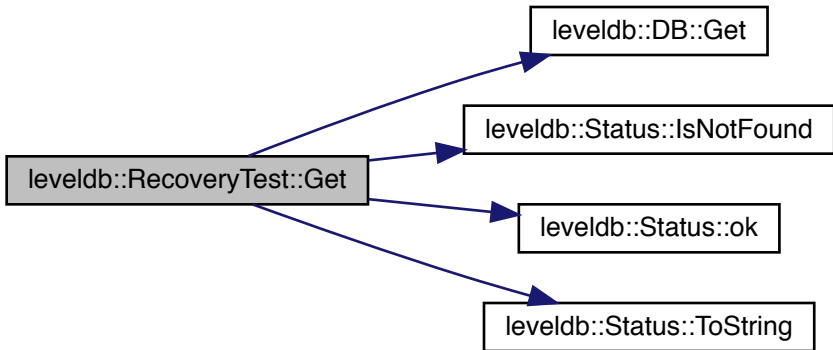 leveldb::DB::Get
leveldb::Status::IsNotFound
leveldb::RecoveryTest::Get
leveldb::Status::ok
leveldb::Status::ToString